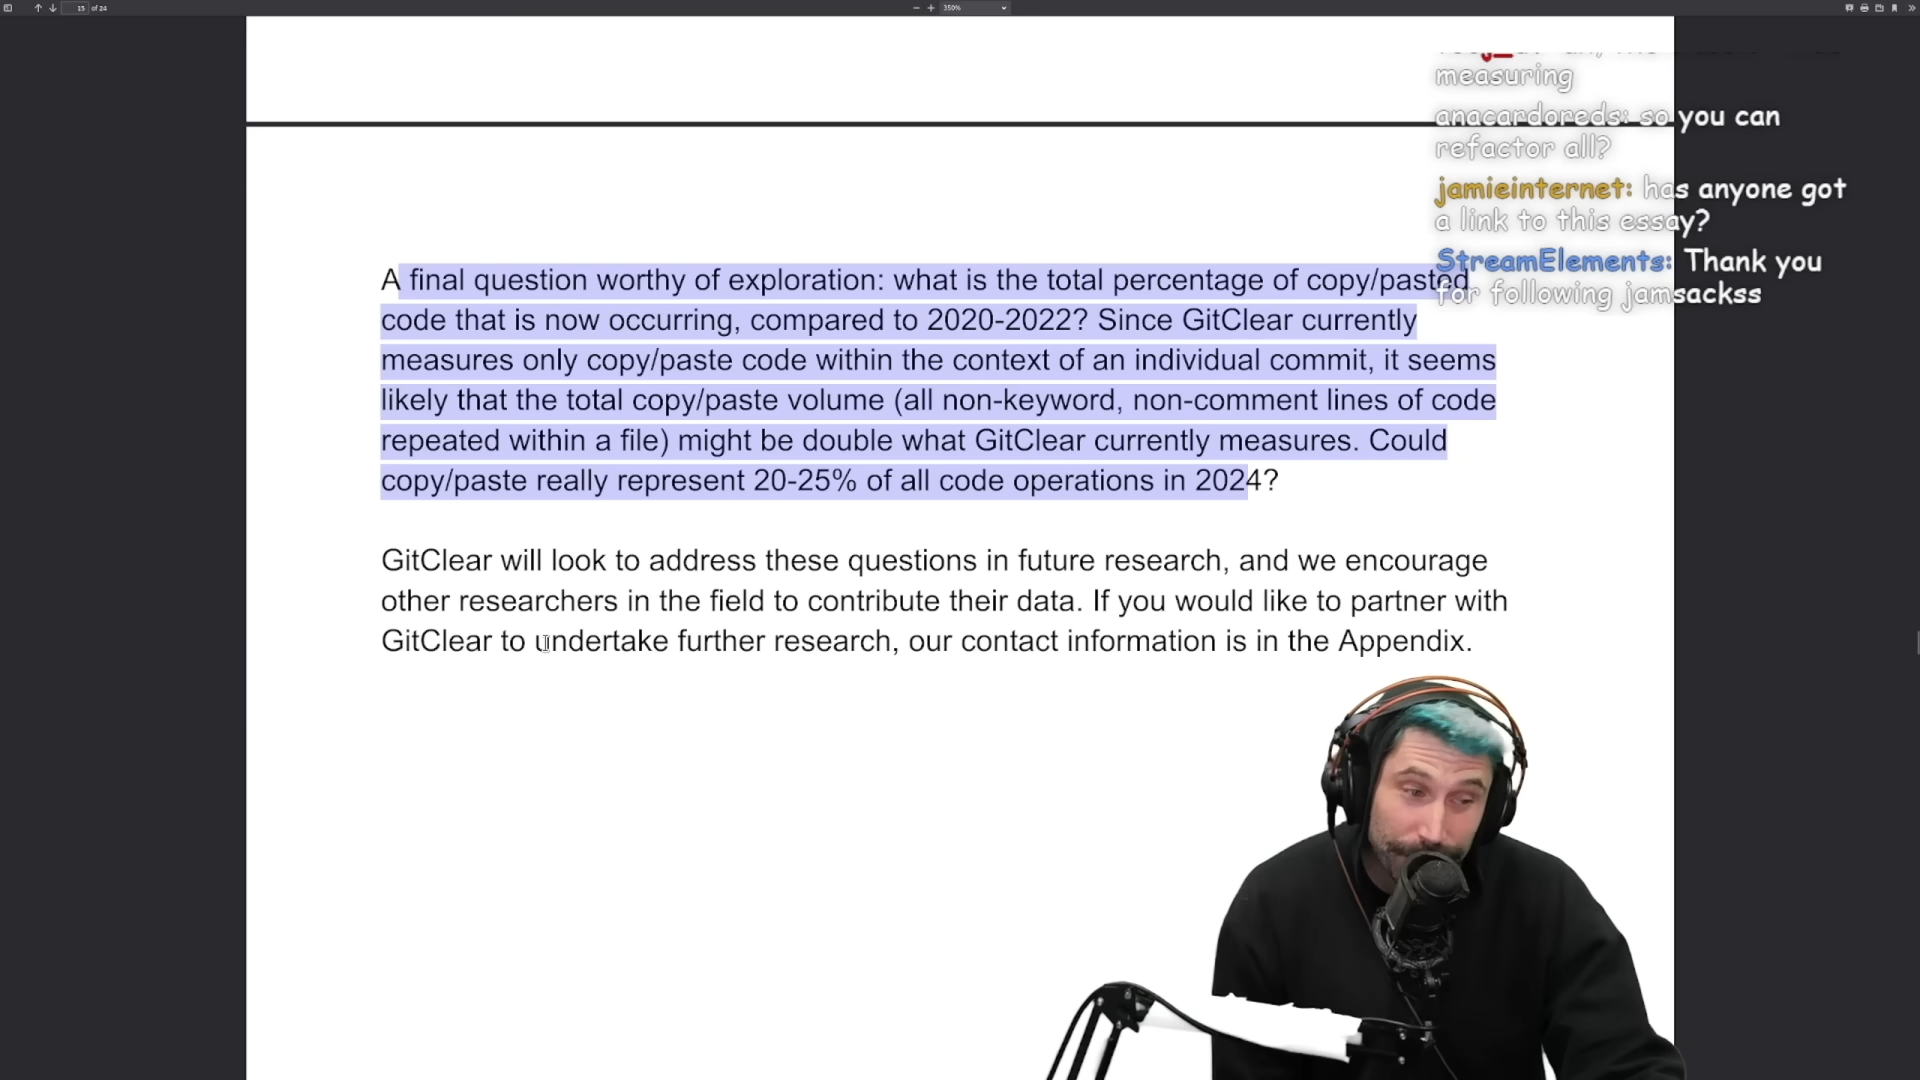 15 of 24
350%
measuring
anacardoreds: so you can
refactor all?
jamieinternet: has anyone got
a link to this essay?
StreamElements: Thank you
for following jamsackss
A final question worthy of exploration: what is the total percentage of copy/pasted
code that is now occurring, compared to 2020-2022? Since GitClear currently
measures only copy/paste code within the context of an individual commit, it seems
likely that the total copy/paste volume (all non-keyword, non-comment lines of code
repeated within a file) might be double what GitClear currently measures. Could
copy/paste really represent 20-25% of all code operations in 2024?
GitClear will look to address these questions in future research, and we encourage
other researchers in the field to contribute their data. If you would like to partner with
GitClear to undertake further research, our contact information is in the Appendix.